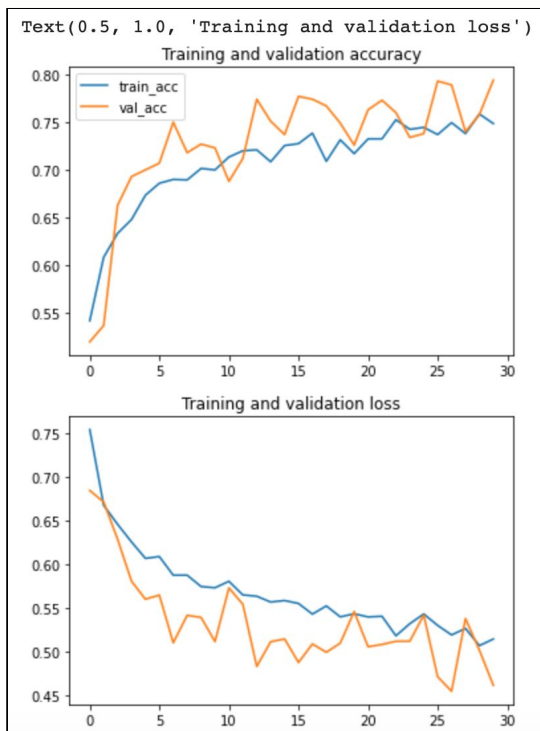 Text(0.5, 1.0, 'Training and validation loss')
Training and validation accuracy
0.80
train_acc
val_acc
0.75
0.70
0.65
0.60
0.55
0 5 10 15 20 25 30
Training and validation loss
0.75
0.70
0.65
0.60
0.55
0.50
0.45
0 5 10 15 20 25 30